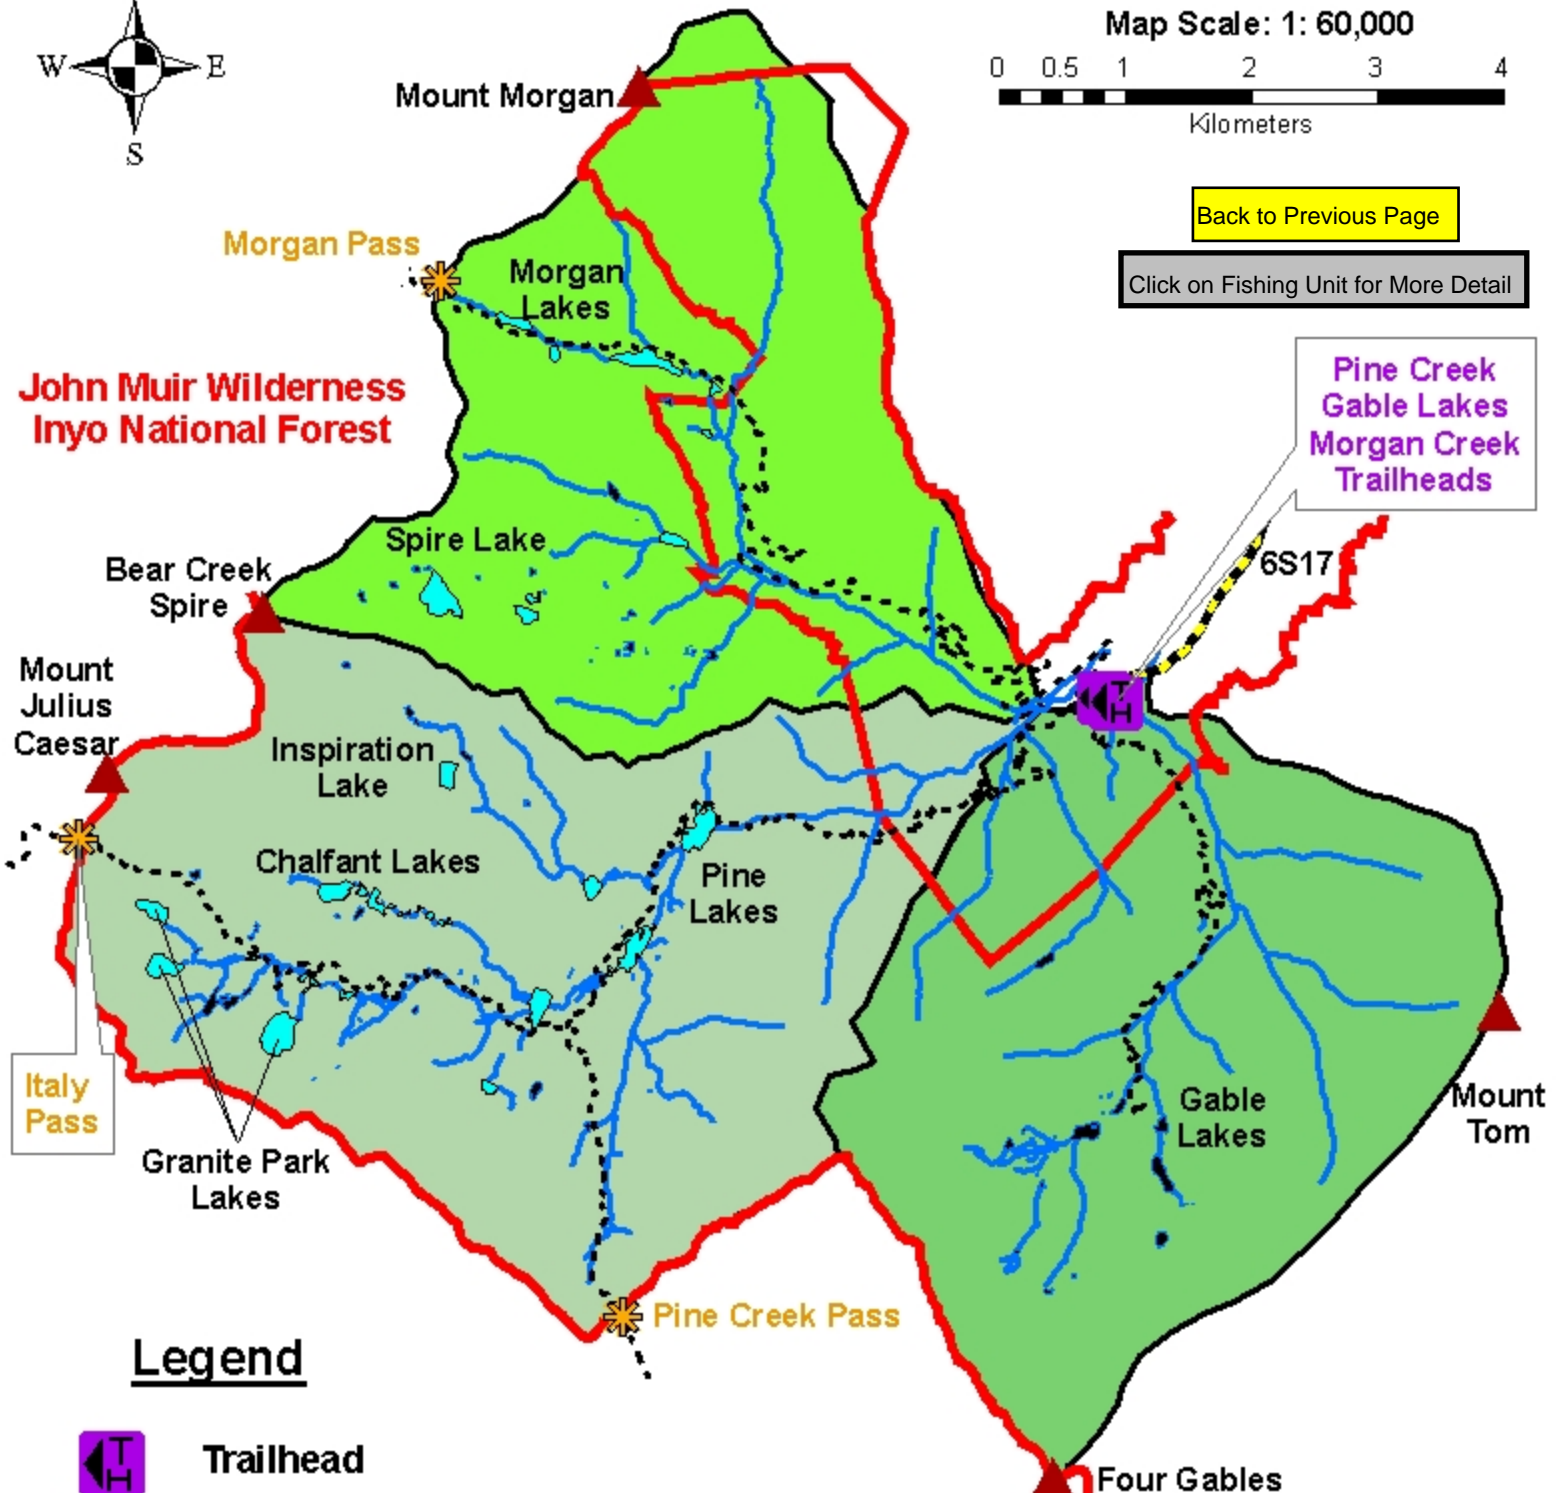 W
E
S
Map Scale: 1: 60,000
0 0.5 1 2 3 4
Kilometers
Back to Previous Page
Click on Fishing Unit for More Detail
Mount Morgan
Morgan Pass
Morgan
Lakes
John Muir Wilderness
Inyo National Forest
Pine Creek
Gable Lakes
Morgan Creek
Trailheads
6S17
Spire Lake
Bear Creek
Spire
Mount
Julius
Caesar
TH
Inspiration
Lake
Chalfant Lakes
Pine
Lakes
Italy
Pass
Granite Park
Lakes
Gable
Lakes
Mount
Tom
Pine Creek Pass
Legend
TH Trailhead
Four Gables